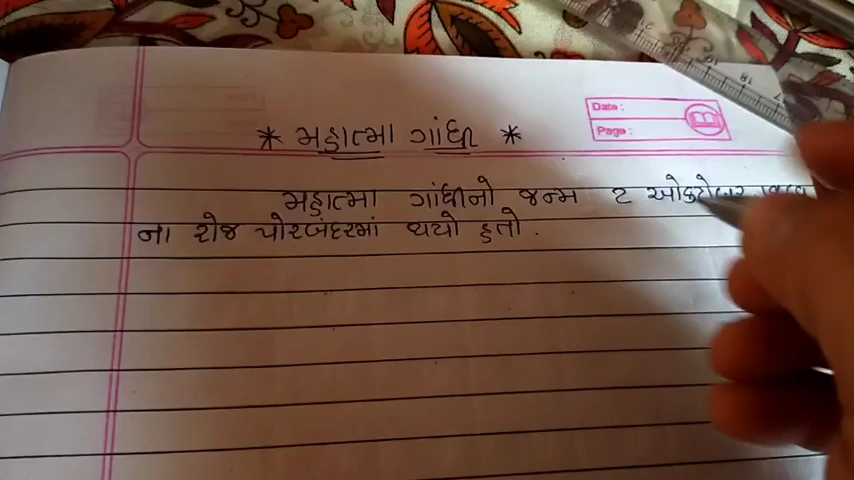 * મહાત્મા ગાંધી *
Date :
Page :
મહાત્મા ગાંધીનો જન્મ ૨ ઓક્ટોબર
ના રોજ પોરબંદરમાં થયો હતો .